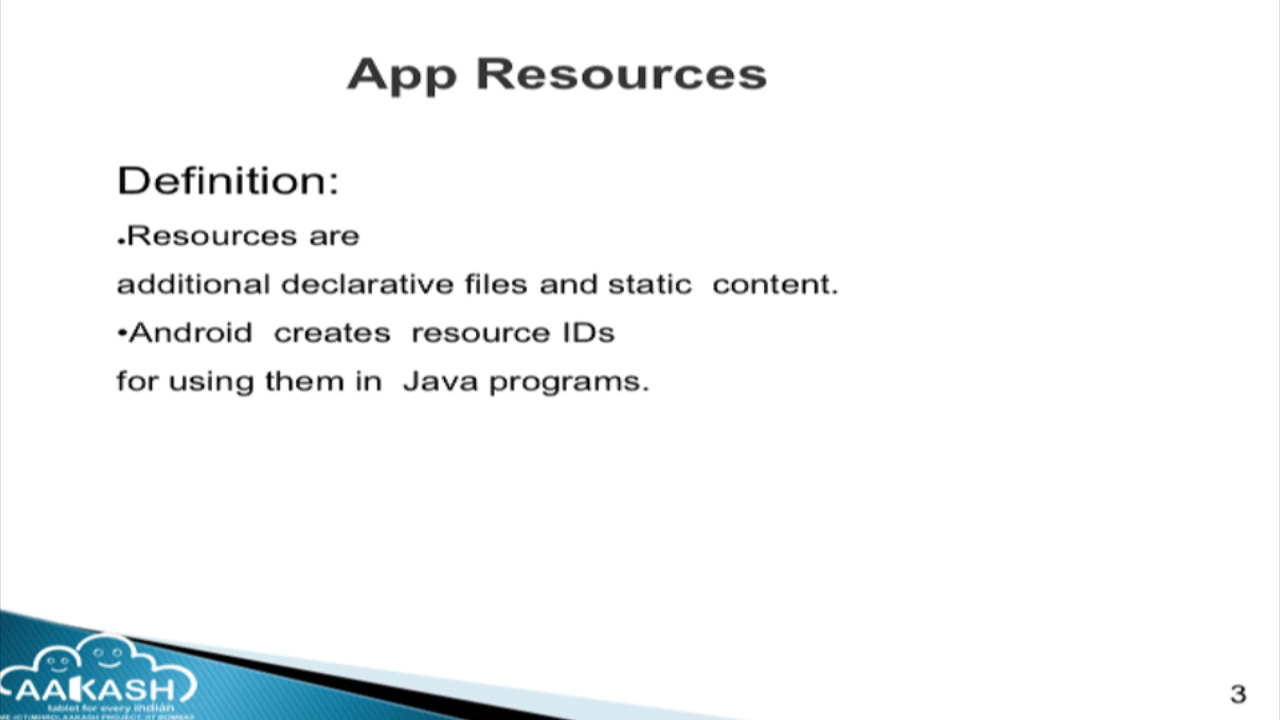 App Resources
Definition:
.Resources are
additional declarative files and static content.
•Android creates resource IDs
for using them in Java programs.
AAKASH
tablet for every indian
3